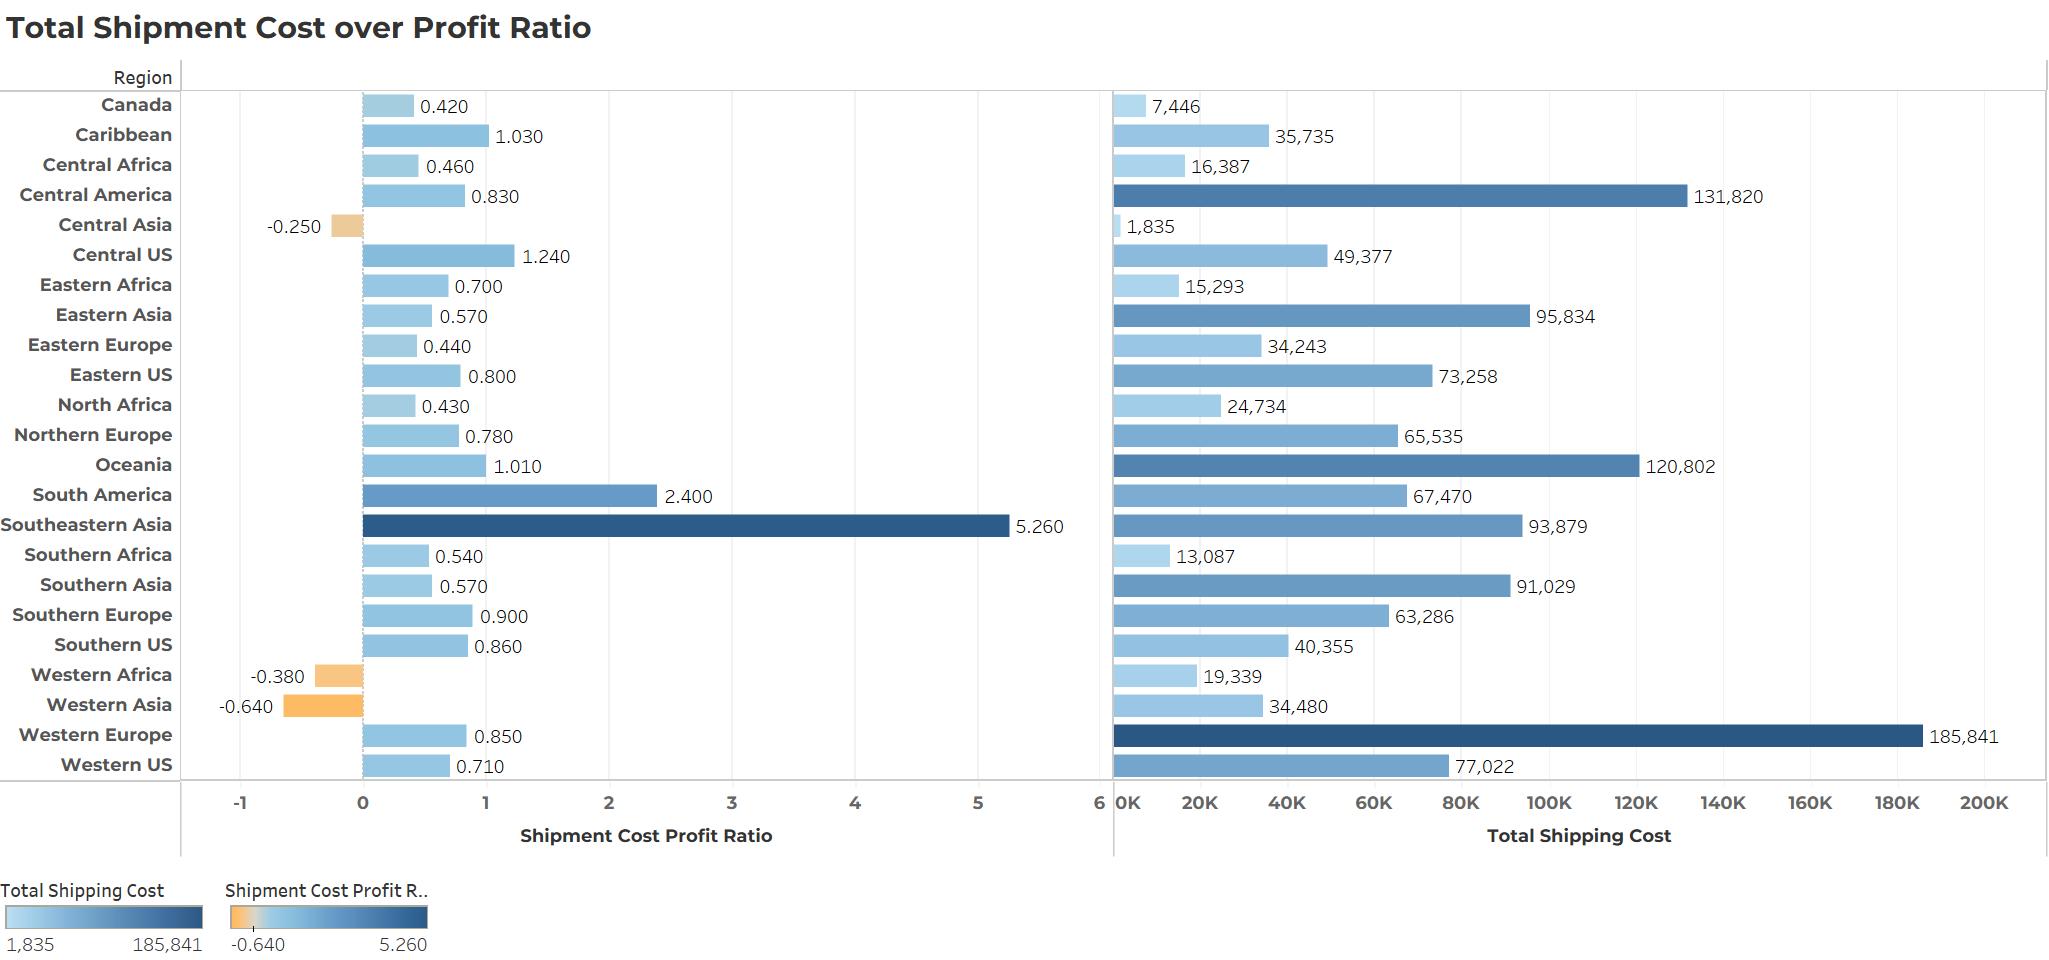 Total Shipment Cost over Profit Ratio
Region
Canada 0.420 7,446
Caribbean 1.030 35,735
Central Africa 0.460 16,387
Central America 0.830 131,820
Central Asia -0.250 1,835
Central US 1.240 49,377
Eastern Africa 0.700 15,293
Eastern Asia 0.570 95,834
Eastern Europe 0.440 34,243
Eastern US 0.800 73,258
North Africa 0.430 24,734
Northern Europe 0.780 65,535
Oceania 1.010 120,802
South America 2.400 67,470
Southeastern Asia 5.260 93,879
Southern Africa 0.540 13,087
Southern Asia 0.570 91,029
Southern Europe 0.900 63,286
Southern US 0.860 40,355
Western Africa -0.380 19,339
Western Asia -0.640 34,480
Western Europe 0.850 185,841
Western US 0.710 77,022
-1 0 1 2 3 4 5 6 0K 20K 40K 60K 80K 100K 120K 140K 160K 180K 200K
Shipment Cost Profit Ratio Total Shipping Cost
Total Shipping Cost Shipment Cost Profit R..
1,835 185,841 -0.640 5.260